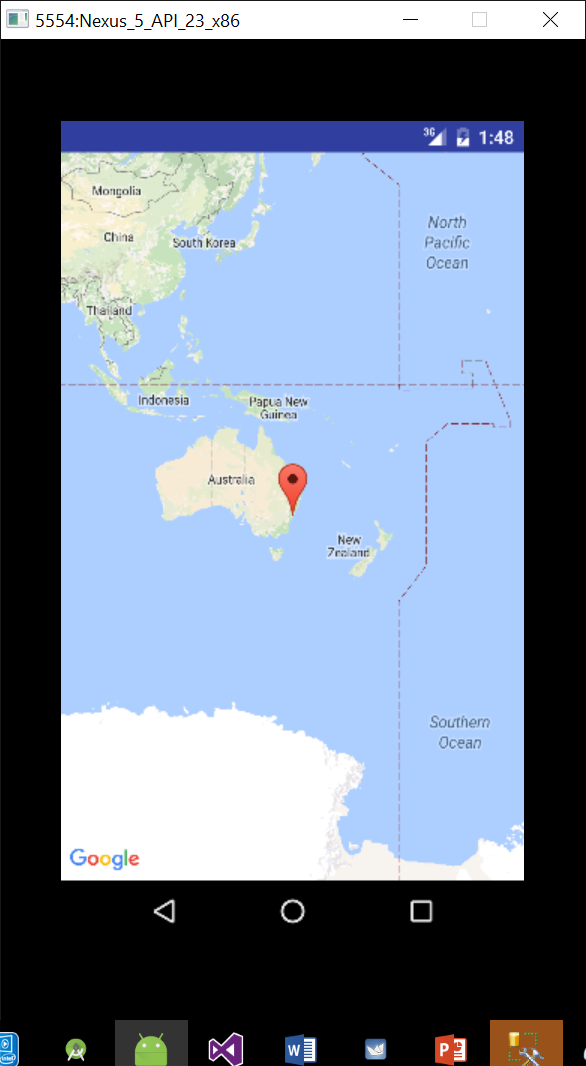 5554:Nexus_5_API_23_x86
3G 1:48
Mongolia
North
Pacific
Ocean
China
South Korea
Thailand
Indonesia
Papua New
Guinea
Australia
New
Zealand
Southern
Ocean
Google
intel
W
P